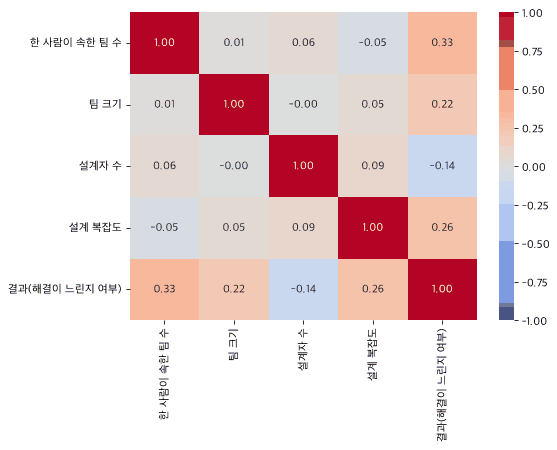 한 사람이 속한 팀 수 1.00 0.01 0.06 -0.05 0.33
팀 크기 0.01 1.00 -0.00 0.05 0.22
설계자 수 0.06 -0.00 1.00 0.09 -0.14
설계 복잡도 -0.05 0.05 0.09 1.00 0.26
결과(해결이 느린지 여부) 0.33 0.22 -0.14 0.26 1.00
한 사람이 속한 팀 수
팀 크기
설계자 수
설계 복잡도
결과(해결이 느린지 여부)
1.00
0.75
0.50
0.25
0.00
-0.25
-0.50
-0.75
-1.00